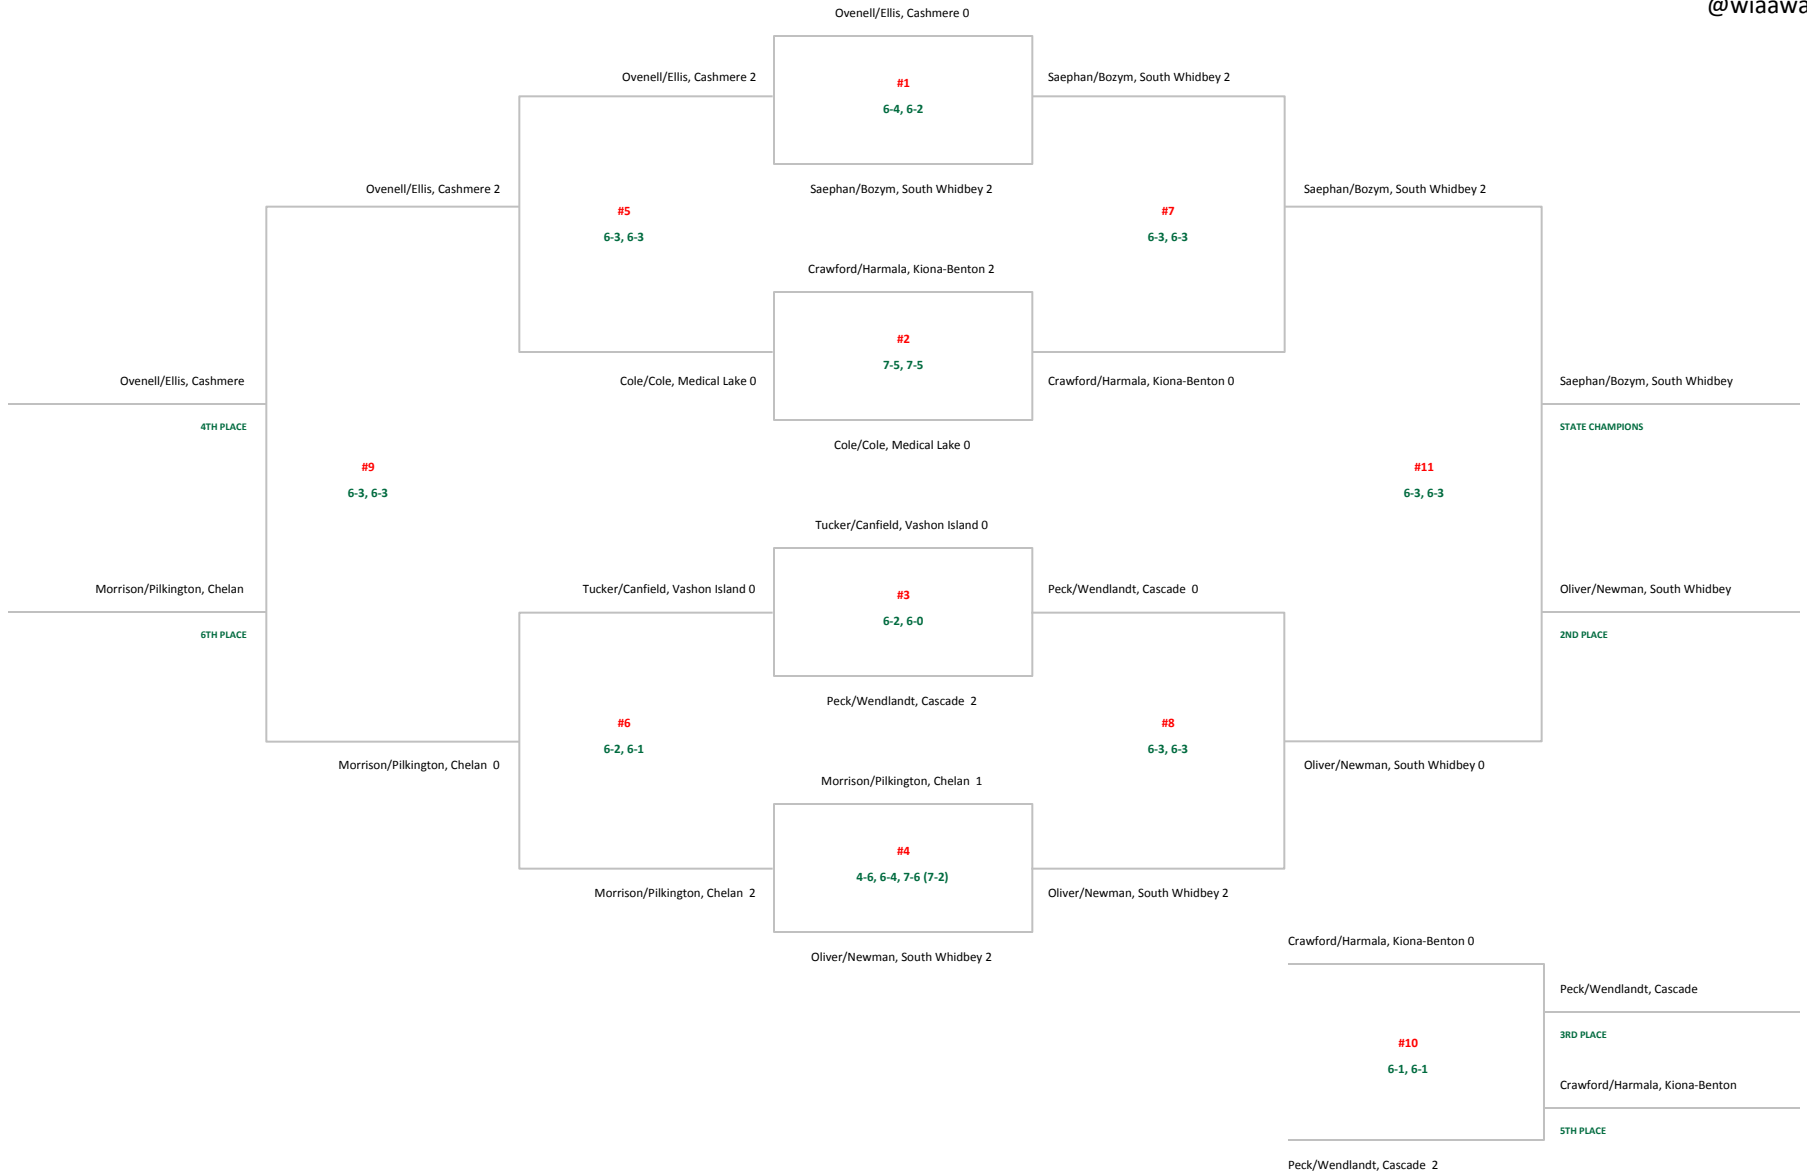 @wiaawa
Ovenell/Ellis, Cashmere 0
Ovenell/Ellis, Cashmere 2
#1
Saephan/Bozym, South Whidbey 2
6-4, 6-2
Ovenell/Ellis, Cashmere 2
Saephan/Bozym, South Whidbey 2
Saephan/Bozym, South Whidbey 2
#5
#7
6-3, 6-3
6-3, 6-3
Crawford/Harmala, Kiona-Benton 2
#2
7-5, 7-5
Ovenell/Ellis, Cashmere
Cole/Cole, Medical Lake 0
Crawford/Harmala, Kiona-Benton 0
Saephan/Bozym, South Whidbey
4TH PLACE
STATE CHAMPIONS
Cole/Cole, Medical Lake 0
#9
#11
6-3, 6-3
6-3, 6-3
Tucker/Canfield, Vashon Island 0
Morrison/Pilkington, Chelan
Tucker/Canfield, Vashon Island 0
#3
Peck/Wendlandt, Cascade 0
Oliver/Newman, South Whidbey
6-2, 6-0
6TH PLACE
2ND PLACE
Peck/Wendlandt, Cascade 2
#6
#8
6-2, 6-1
6-3, 6-3
Morrison/Pilkington, Chelan 0
Oliver/Newman, South Whidbey 0
Morrison/Pilkington, Chelan 1
#4
4-6, 6-4, 7-6 (7-2)
Morrison/Pilkington, Chelan 2
Oliver/Newman, South Whidbey 2
Crawford/Harmala, Kiona-Benton 0
Oliver/Newman, South Whidbey 2
Peck/Wendlandt, Cascade
3RD PLACE
#10
6-1, 6-1
Crawford/Harmala, Kiona-Benton
5TH PLACE
Peck/Wendlandt, Cascade 2